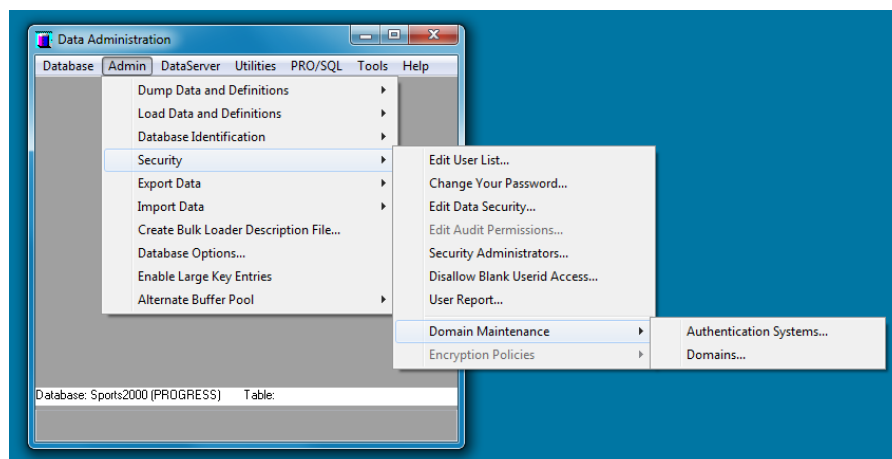 Data Administration
Database Admin DataServer Utilities PRO/SQL Tools Help
Dump Data and Definitions
Load Data and Definitions
Database Identification
Security
Export Data
Import Data
Create Bulk Loader Description File...
Database Options...
Enable Large Key Entries
Alternate Buffer Pool
Edit User List...
Change Your Password...
Edit Data Security...
Edit Audit Permissions...
Security Administrators...
Disallow Blank Userid Access...
User Report...
Domain Maintenance
Encryption Policies
Authentication Systems...
Domains...
Database: Sports2000 (PROGRESS) Table: